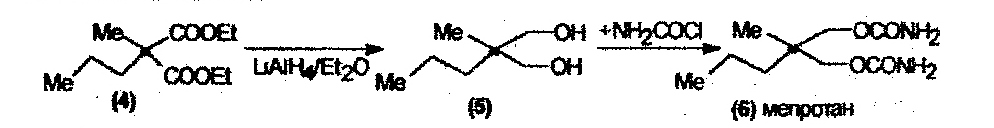 Me COOEt COOEt Me (4)
LiAlH4/Et2O
Me OH OH Me (5)
+NH2COCl
Me OCONH2 OCONH2 Me (6) мепротан